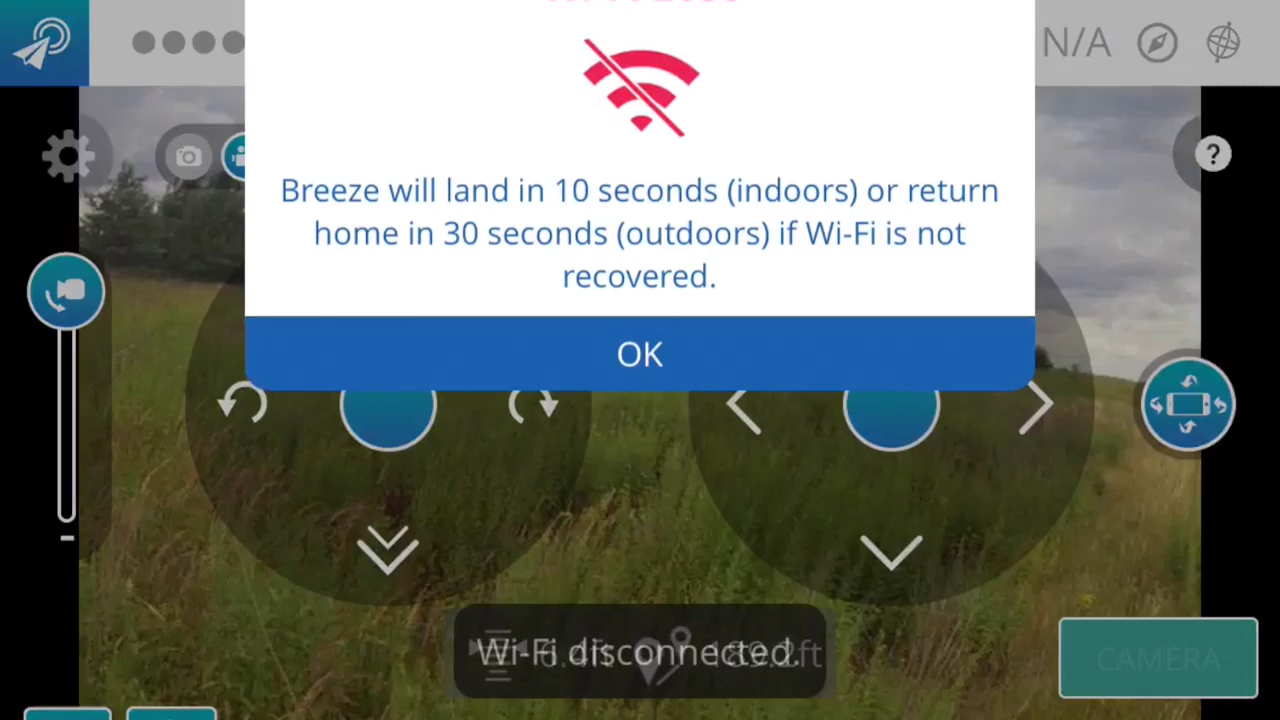 N/A
?
Breeze will land in 10 seconds (indoors) or return
home in 30 seconds (outdoors) if Wi-Fi is not
recovered.
OK
Wi-Fi disconnected.
CAMERA